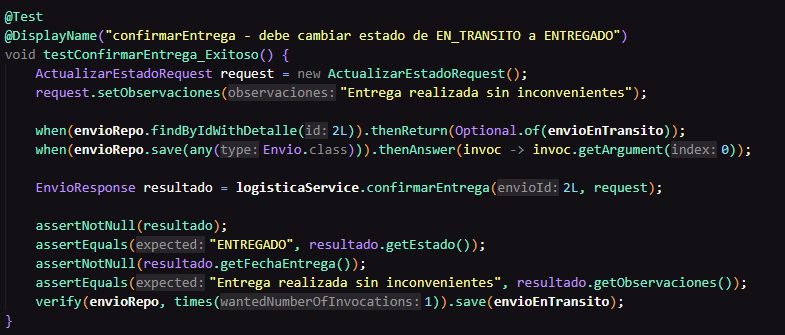 @Test
@DisplayName("confirmarEntrega - debe cambiar estado de EN_TRANSITO a ENTREGADO")
void testConfirmarEntrega_Exitoso() {
    ActualizarEstadoRequest request = new ActualizarEstadoRequest();
    request.setObservaciones(observaciones: "Entrega realizada sin inconvenientes");

    when(envioRepo.findByIdWithDetalle(id: 2L)).thenReturn(Optional.of(envioEnTransito));
    when(envioRepo.save(any(type: Envio.class))).thenAnswer(invoc -> invoc.getArgument(index: 0));

    EnvioResponse resultado = logisticaService.confirmarEntrega(envioId: 2L, request);

    assertNotNull(resultado);
    assertEquals(expected: "ENTREGADO", resultado.getEstado());
    assertNotNull(resultado.getFechaEntrega());
    assertEquals(expected: "Entrega realizada sin inconvenientes", resultado.getObservaciones());
    verify(envioRepo, times(wantedNumberOfInvocations: 1)).save(envioEnTransito);
}